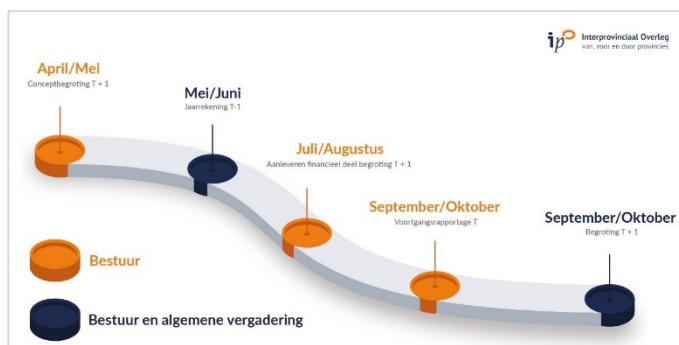 ipo Interprovinciaal Overleg
van, voor en door provincies
April/Mei
Conceptbegroting T + 1
Mei/Juni
Jaarrekening T-1
Juli/Augustus
Aanleveren financieel deel begroting T + 1
September/Oktober
Voortgangsrapportage T
September/Oktober
Begroting T + 1
Bestuur
Bestuur en algemene vergadering